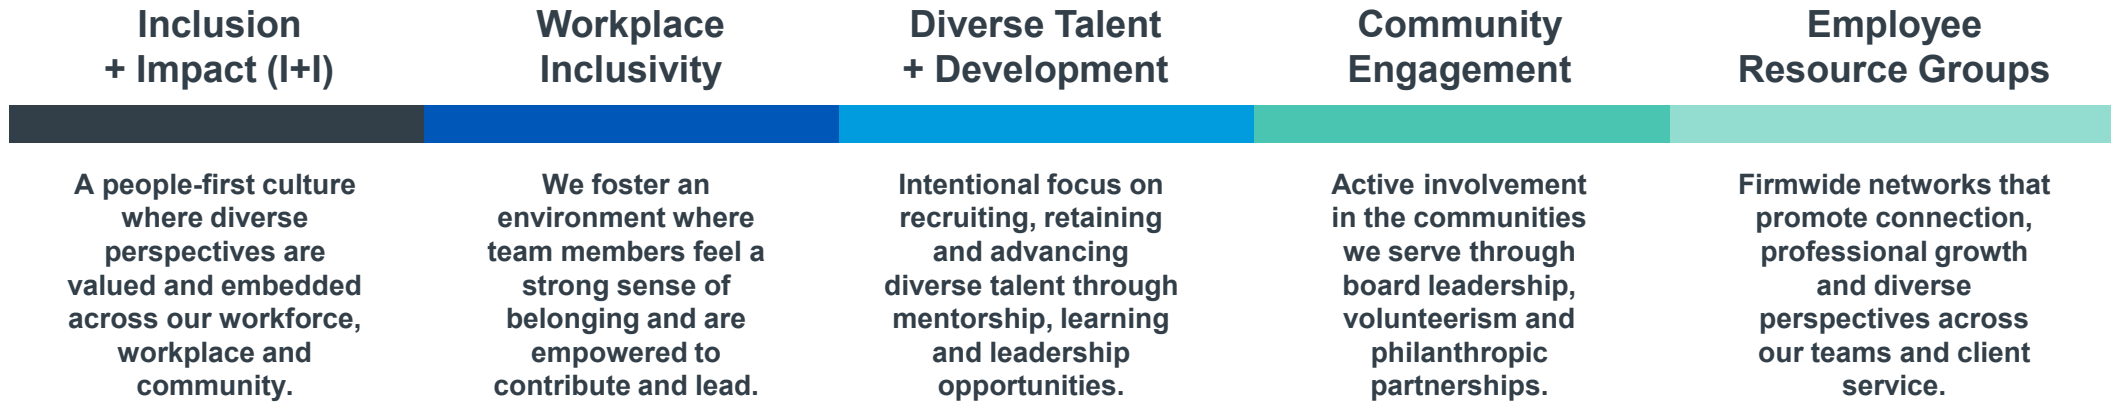 Inclusion
+ Impact (I+I)
A people-first culture
where diverse
perspectives are
valued and embedded
across our workforce,
workplace and
community.
Workplace
Inclusivity
We foster an
environment where
team members feel a
strong sense of
belonging and are
empowered to
contribute and lead.
Diverse Talent
+ Development
Intentional focus on
recruiting, retaining
and advancing
diverse talent through
mentorship, learning
and leadership
opportunities.
Community
Engagement
Active involvement
in the communities
we serve through
board leadership,
volunteerism and
philanthropic
partnerships.
Employee
Resource Groups
Firmwide networks that
promote connection,
professional growth
and diverse
perspectives across
our teams and client
service.